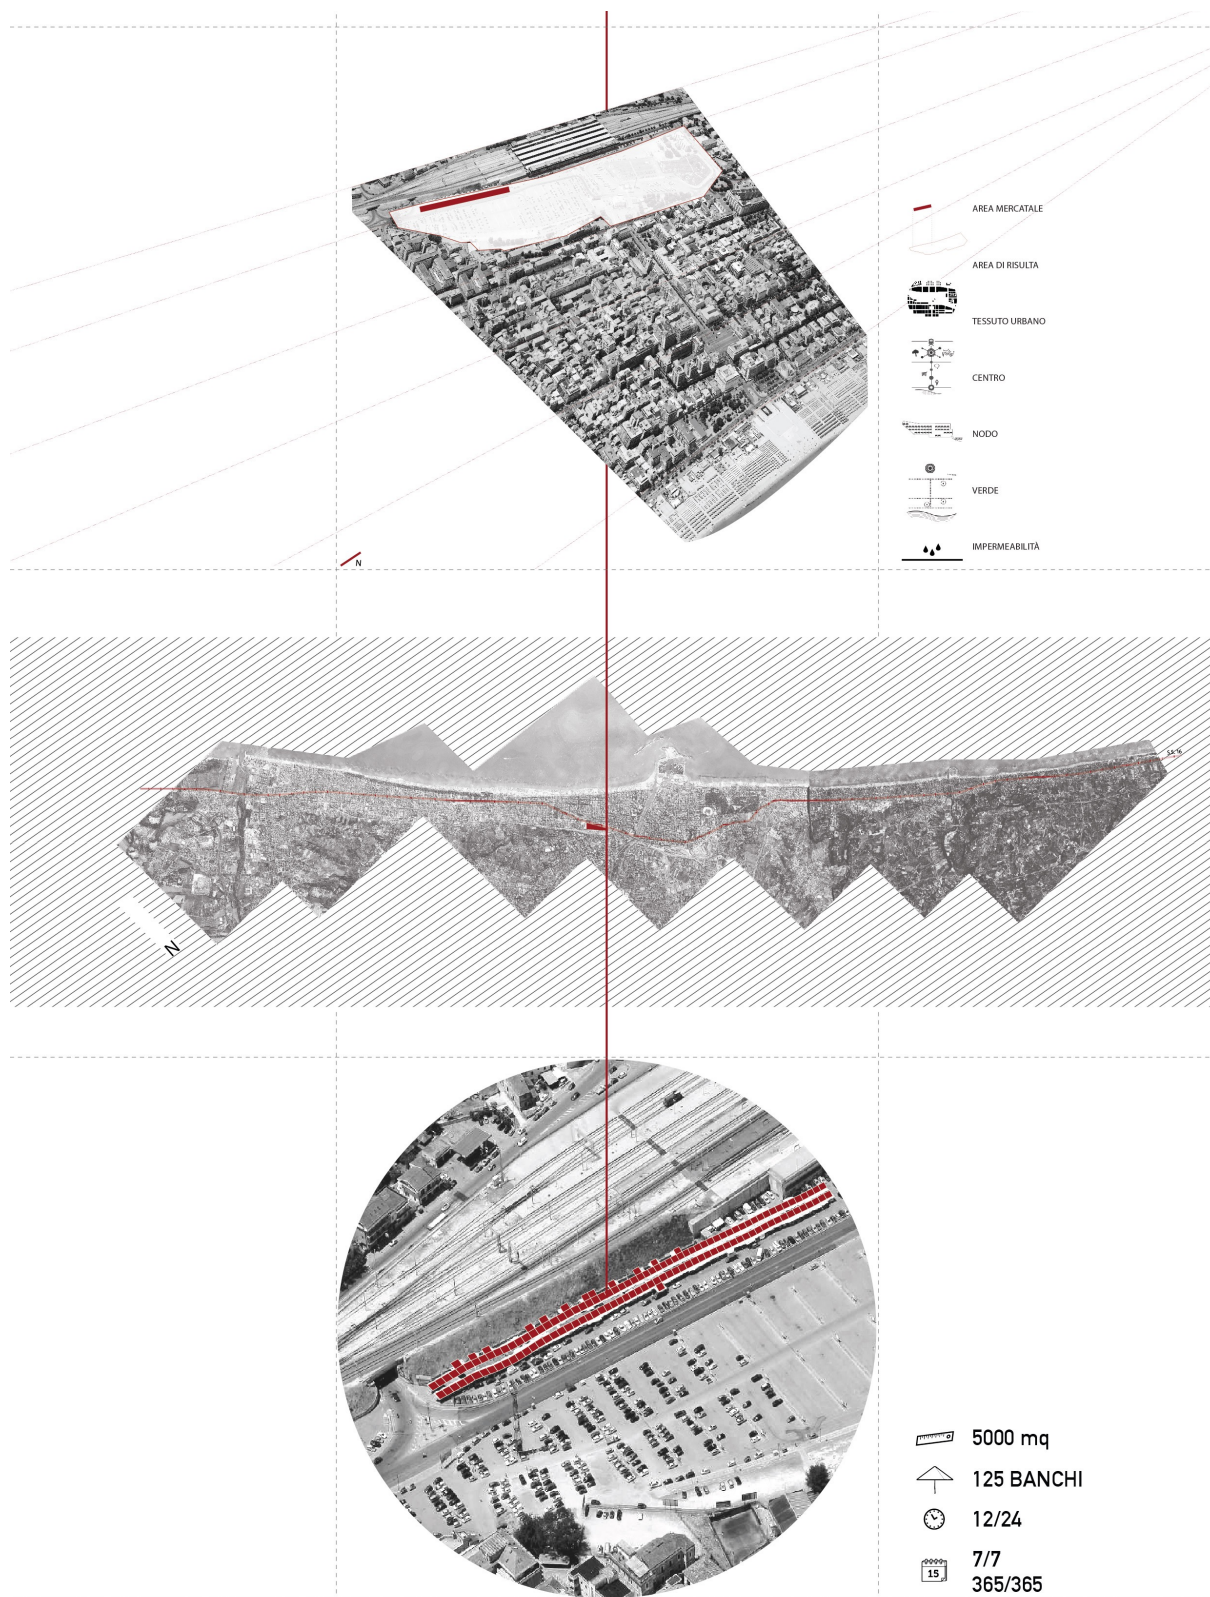 AREA MERCATALE
AREA DI RISULTA
TESSUTO URBANO
CENTRO
NODO
VERDE
IMPERMEABILITÀ
N
S.S. 16
N
5000 mq
125 BANCHI
12/24
15
7/7
365/365